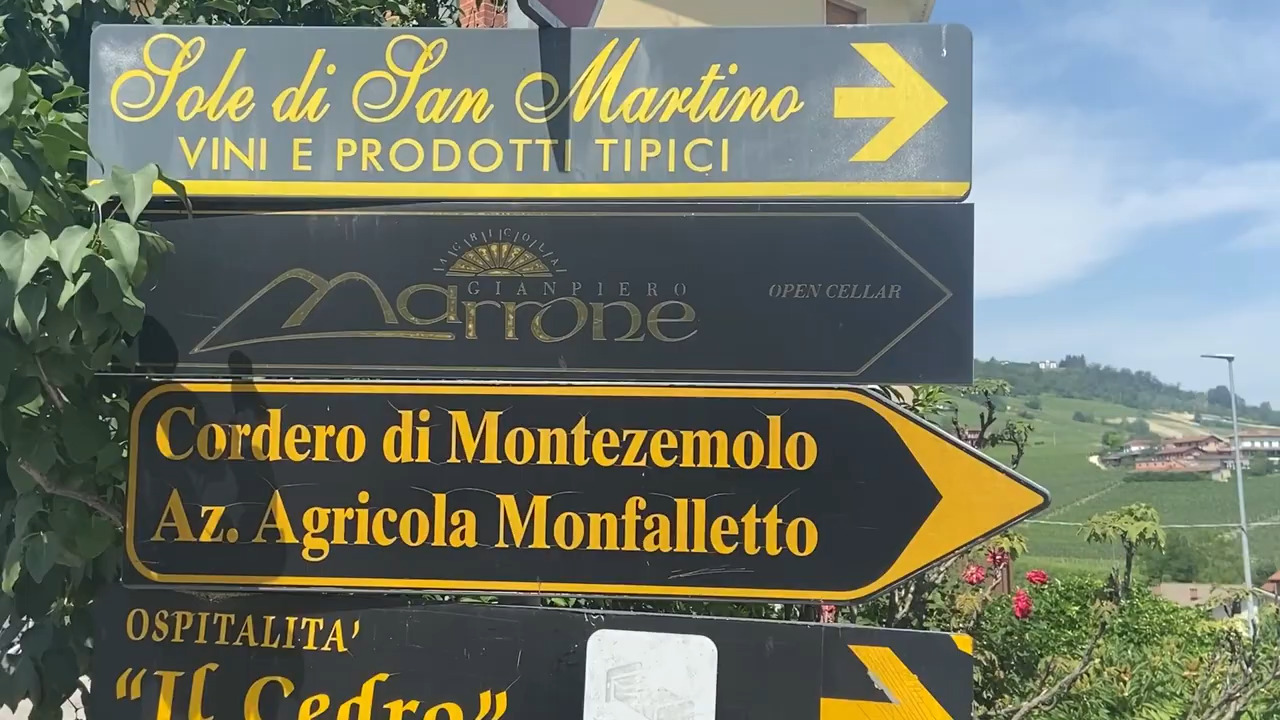 Sole di San Martino
VINI E PRODOTTI TIPICI
AGRICOLA
GIANPIERO
Marrone
OPEN CELLAR
Cordero di Montezemolo
Az. Agricola Monfalletto
OSPITALITA'
"Il Cedro"